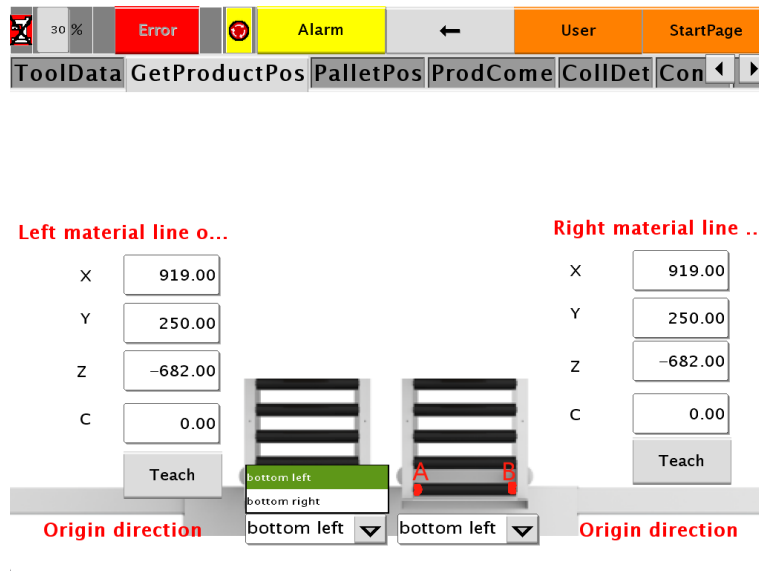 30 % Error Alarm User StartPage
ToolData GetProductPos PalletPos ProdCome CollDet Con
Left material line o...
Right material line ..
X 919.00
X 919.00
Y 250.00
Y 250.00
Z −682.00
Z −682.00
C 0.00
C 0.00
Teach
Teach
A B
bottom left
bottom right
Origin direction
bottom left
bottom left
Origin direction